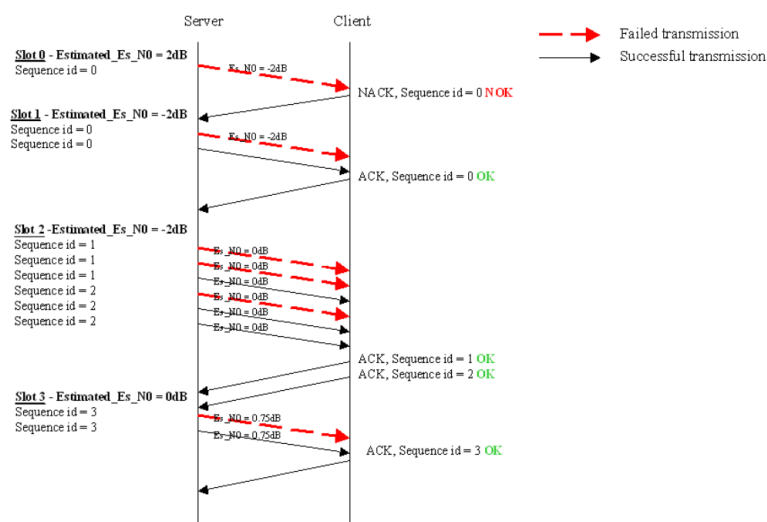 Server
Client
Failed transmission
Successful transmission
Slot 0 - Estimated_Es_N0 = 2dB
Sequence id = 0
Es_N0 = -2dB
NACK, Sequence id = 0 NOK
Slot 1 - Estimated_Es_N0 = -2dB
Sequence id = 0
Sequence id = 0
Es_N0 = -2dB
ACK, Sequence id = 0 OK
Slot 2 -Estimated_Es_N0 = -2dB
Sequence id = 1
Sequence id = 1
Sequence id = 1
Sequence id = 2
Sequence id = 2
Sequence id = 2
Es_N0 = 0dB
Es_N0 = 0dB
Es_N0 = 0dB
Es_N0 = 0dB
Es_N0 = 0dB
Es_N0 = 0dB
ACK, Sequence id = 1 OK
ACK, Sequence id = 2 OK
Slot 3 - Estimated_Es_N0 = 0dB
Sequence id = 3
Sequence id = 3
Es_N0 = 0.75dB
Es_N0 = 0.75dB
ACK, Sequence id = 3 OK